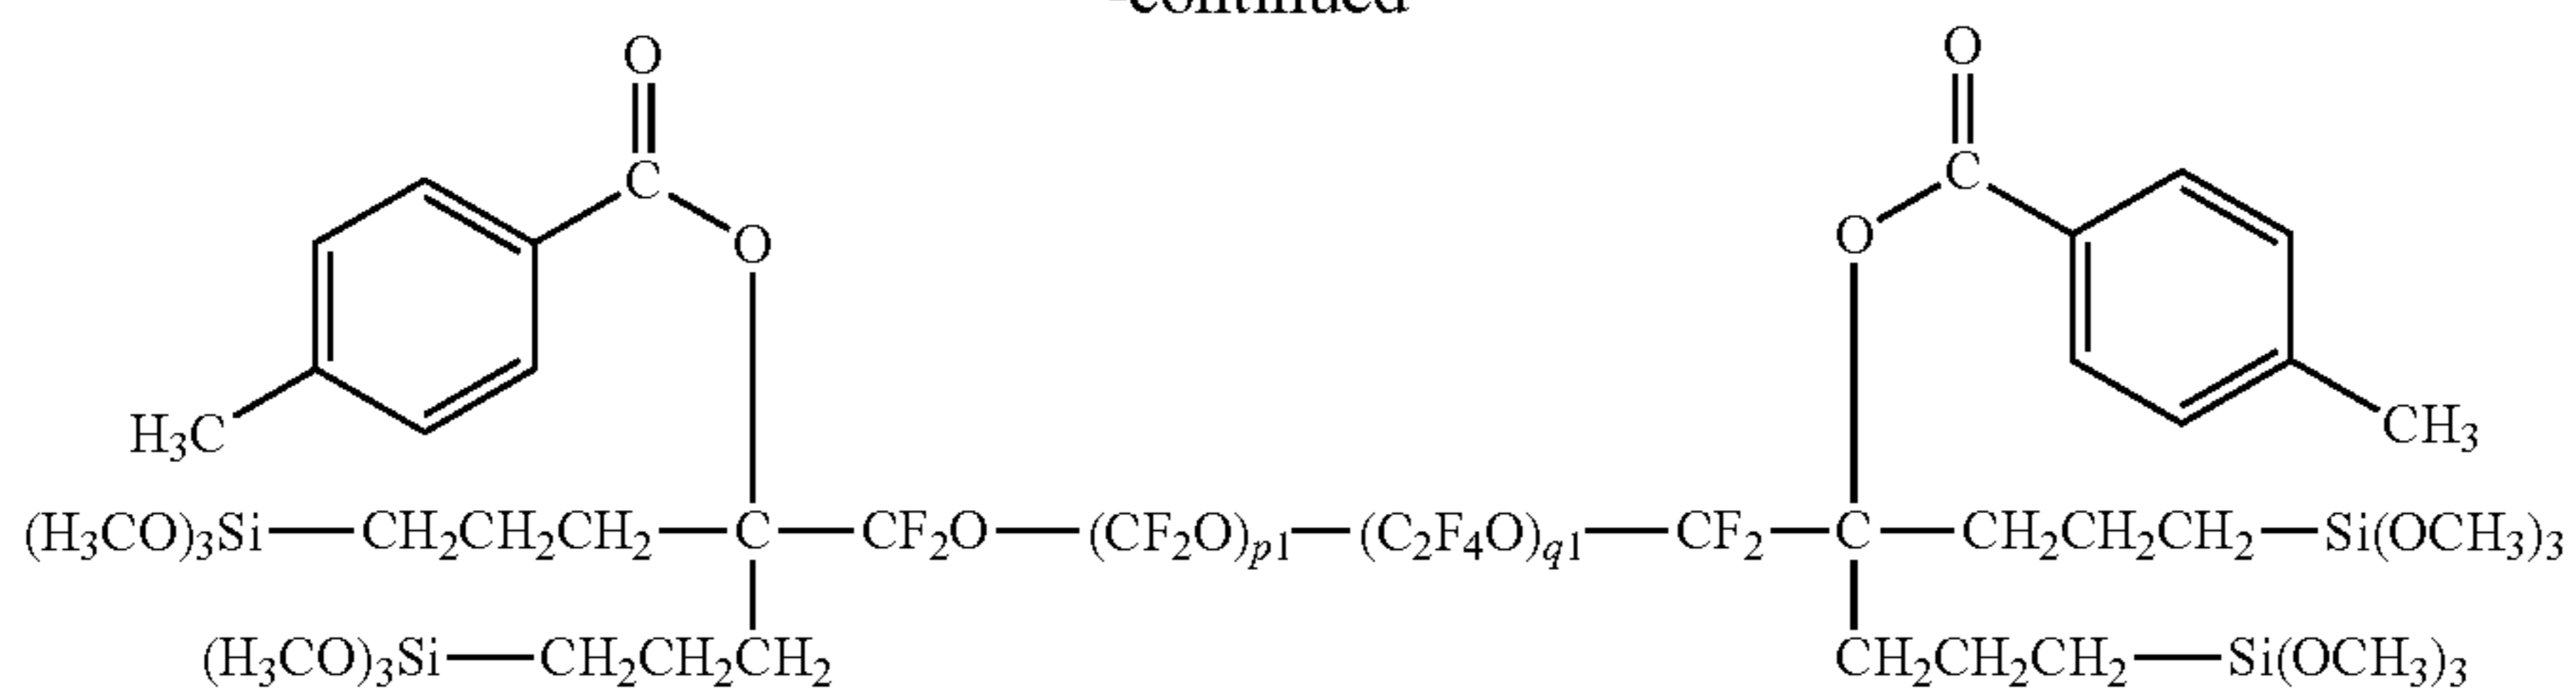 -continued
O O
C C
O O
H₃C CH₃
(H₃CO)₃Si—CH₂CH₂CH₂—C—CF₂O—(CF₂O)ₚ₁—(C₂F₄O)q1—CF₂—C—CH₂CH₂CH₂—Si(OCH₃)₃
(H₃CO)₃Si—CH₂CH₂CH₂ CH₂CH₂CH₂—Si(OCH₃)₃